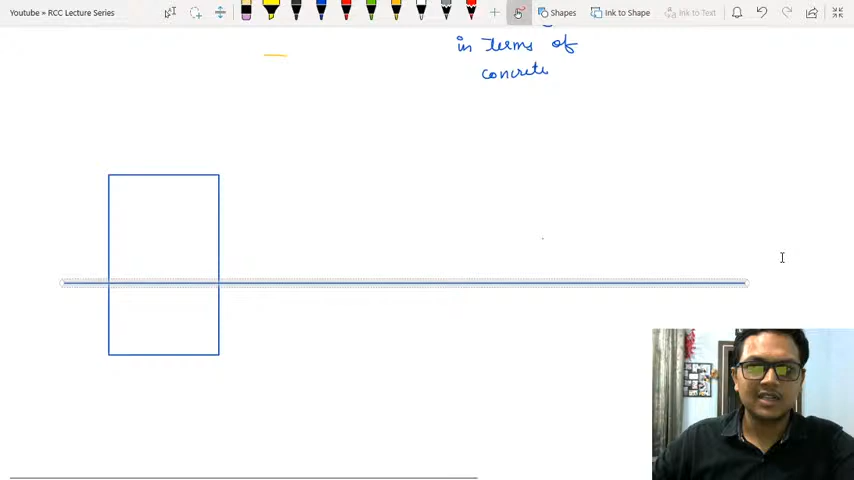 Youtube » RCC Lecture Series
Shapes
Ink to Shape
Ink to Text
in terms of
concrete